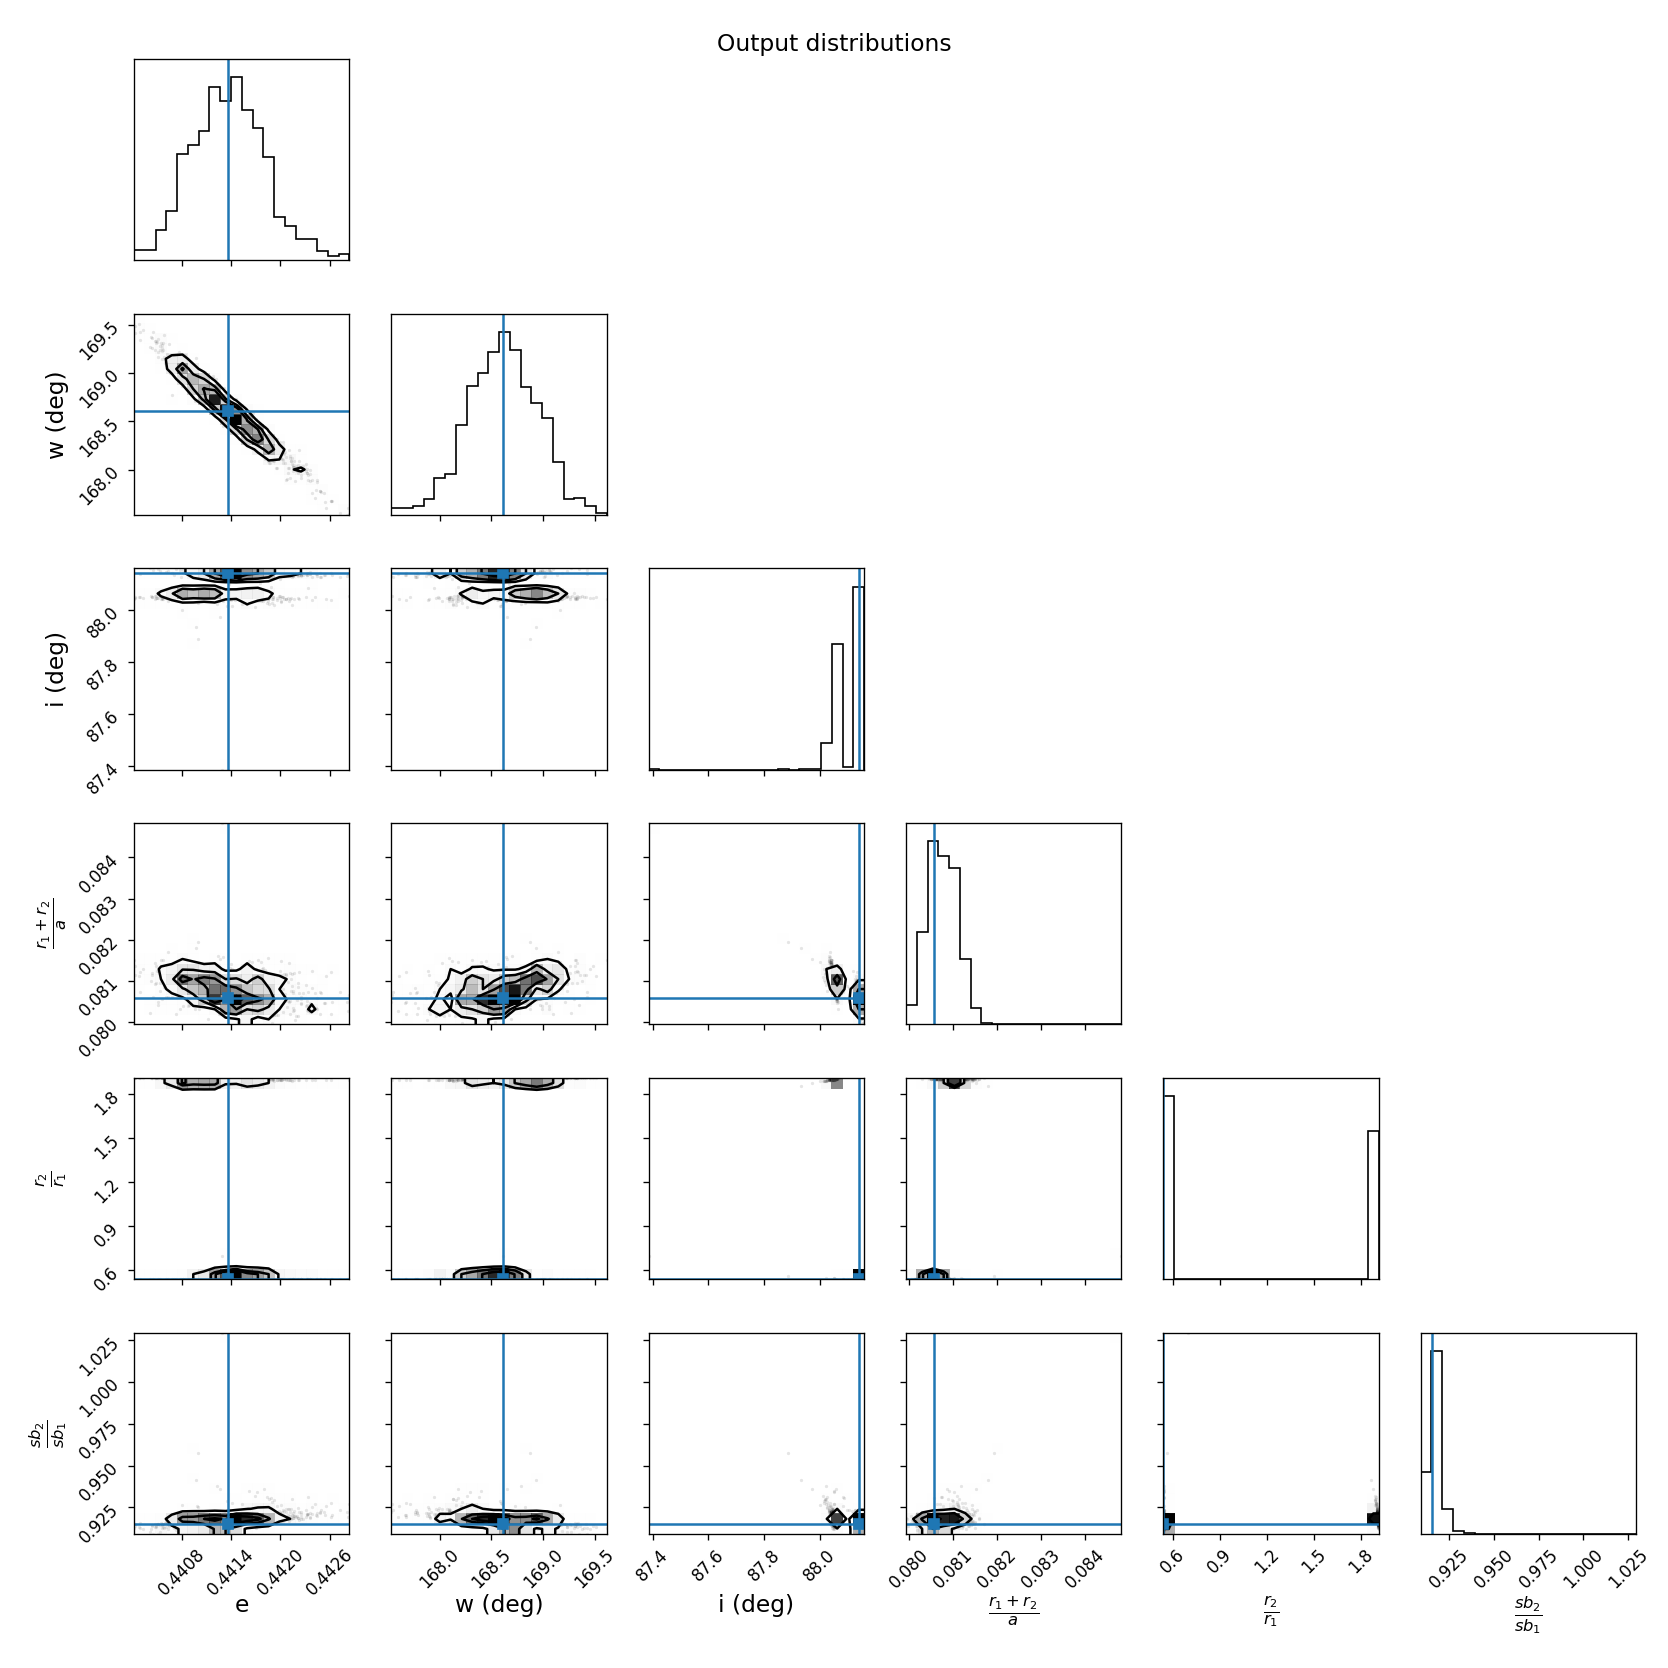 Output distributions
169.5
169.0
w (deg)
168.5
168.0
88.0
i (deg)
87.8
87.6
87.4
0.084
0.083
r₁ + r₂
a
0.082
0.081
0.080
1.8
1.5
r₂
r₁
1.2
0.9
0.6
1.025
1.000
sb₂
sb₁
0.975
0.950
0.925
0.4408 0.4414 0.4420 0.4426 168.0 168.5 169.0 169.5 87.4 87.6 87.8 88.0 0.080 0.081 0.082 0.083 0.084 0.6 0.9 1.2 1.5 1.8 0.925 0.950 0.975 1.000 1.025
e w (deg) i (deg)
r₁ + r₂
a
r₂
r₁
sb₂
sb₁